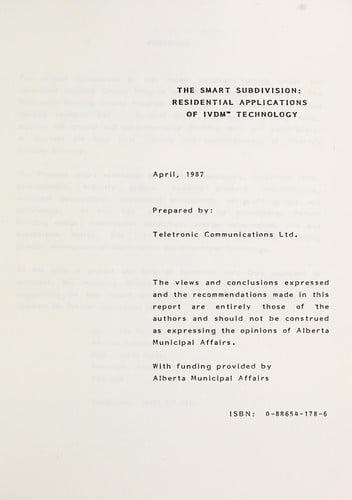 THE SMART SUBDIVISION:
RESIDENTIAL APPLICATIONS
OF IVDM™ TECHNOLOGY
April, 1987
Prepared by:
Teletronic Communications Ltd.
The views and conclusions expressed
and the recommendations made in this
report are entirely those of the
authors and should not be construed
as expressing the opinions of Alberta
Municipal Affairs.
With funding provided by
Alberta Municipal Affairs
ISBN: 0-88654-178-6